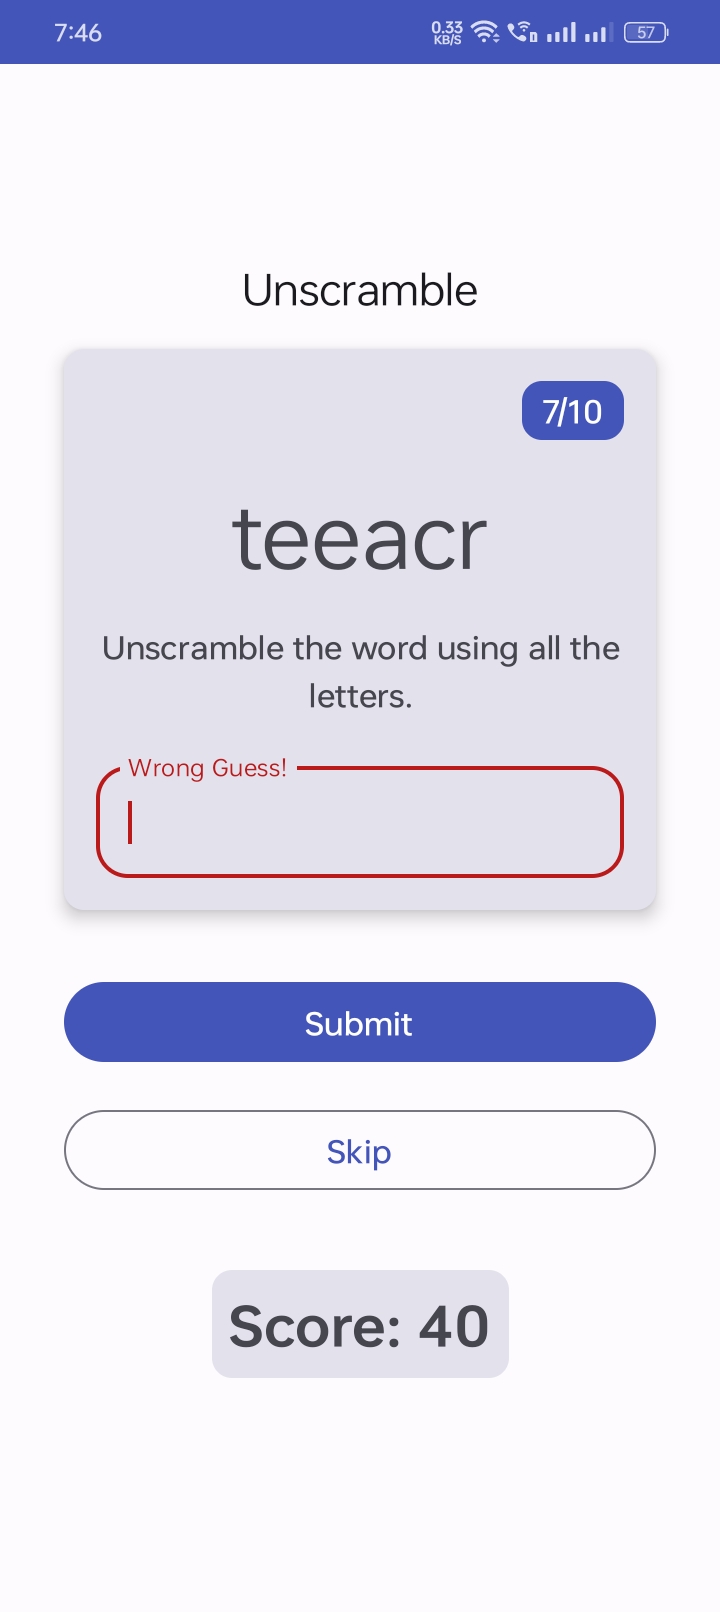 7:46
0.33
KB/S
57
Unscramble
7/10
teeacr
Unscramble the word using all the
letters.
Wrong Guess!
Submit
Skip
Score: 40